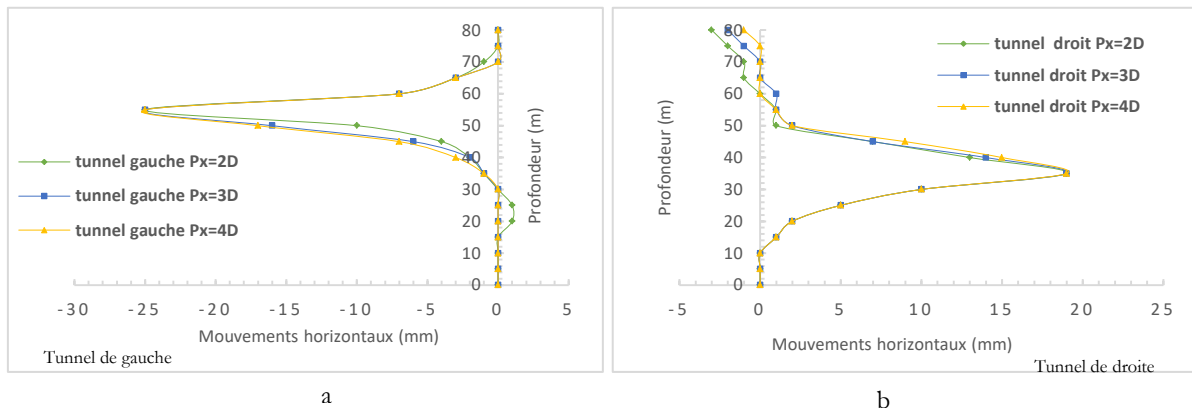 80
70
60
50
40
30
20
10
0
Profondeur (m)
tunnel gauche Px=2D
tunnel gauche Px=3D
tunnel gauche Px=4D
-30 -25 -20 -15 -10 -5 0 5
Mouvements horizontaux (mm)
Tunnel de gauche
a
80
70
60
50
40
30
20
10
0
Profondeur (m)
tunnel droit Px=2D
tunnel droit Px=3D
tunnel droit Px=4D
-5 0 5 10 15 20 25
Mouvements horizontaux (mm)
Tunnel de droite
b